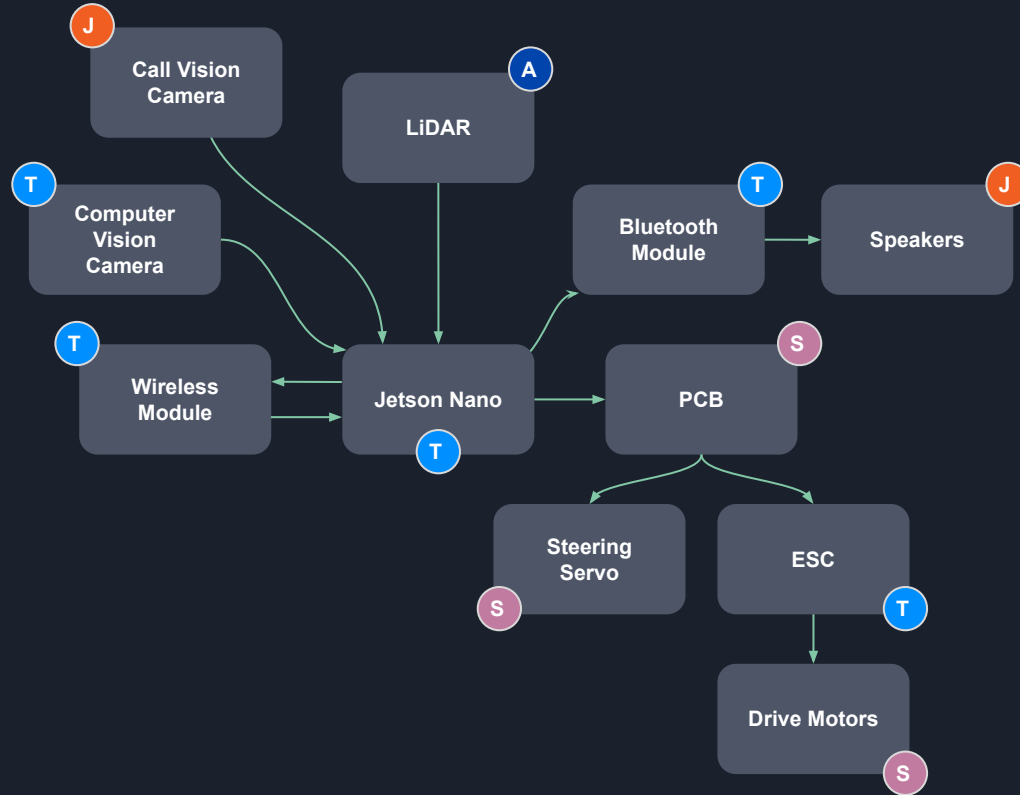 J
Call Vision
Camera
A
LiDAR
T
Computer
Vision
Camera
T
Bluetooth
Module
J
Speakers
T
Wireless
Module
Jetson Nano
T
S
PCB
Steering
Servo
S
ESC
T
Drive Motors
S